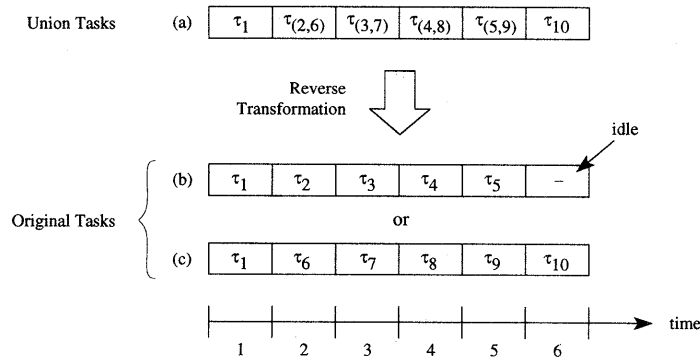 Union Tasks (a) τ1 τ(2,6) τ(3,7) τ(4,8) τ(5,9) τ10
Reverse
Transformation
idle
(b) τ1 τ2 τ3 τ4 τ5 –
Original Tasks
or
(c) τ1 τ6 τ7 τ8 τ9 τ10
time
1 2 3 4 5 6